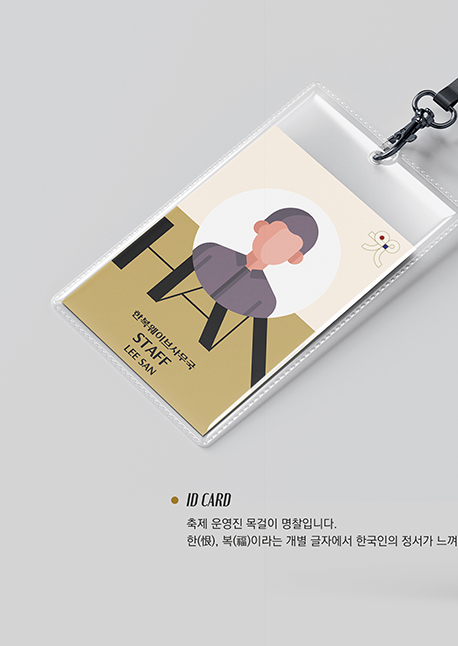 HAN
한복웨이브사무국
STAFF
LEE SAN
ID CARD
축제 운영진 목걸이 명찰입니다.
한(恨), 복(福)이라는 개별 글자에서 한국인의 정서가 느껴